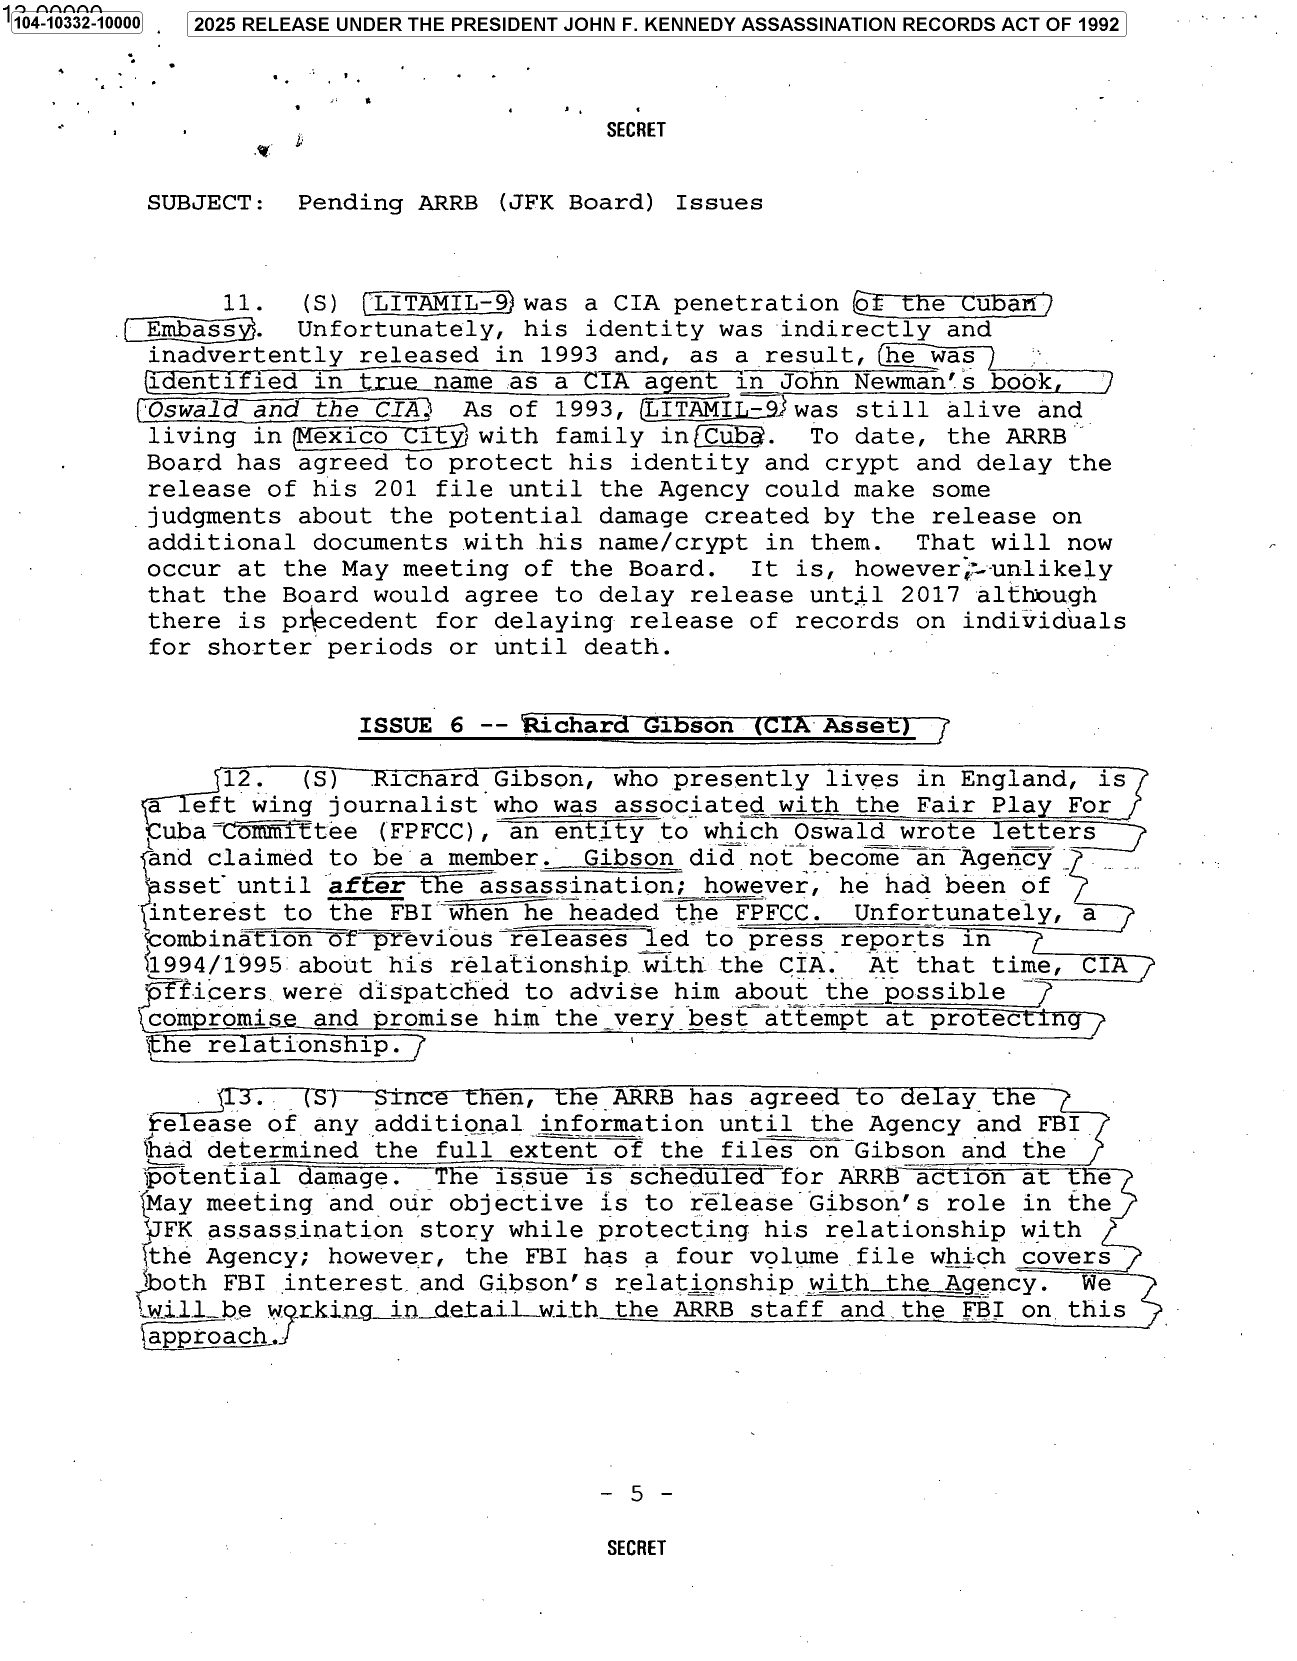 104-10332-10000
2025 RELEASE UNDER THE PRESIDENT JOHN F. KENNEDY ASSASSINATION RECORDS ACT OF 1992
SECRET
SUBJECT: Pending ARRB (JFK Board) Issues
11. (S) LITAMIL-9 was a CIA penetration of the Cuban
Embassy. Unfortunately, his identity was indirectly and
inadvertently released in 1993 and, as a result, he was
identified in true name as a CIA agent in John Newman's book,
Oswald and the CIA. As of 1993, LITAMIL-9 was still alive and
living in Mexico City with family in Cuba. To date, the ARRB
Board has agreed to protect his identity and crypt and delay the
release of his 201 file until the Agency could make some
judgments about the potential damage created by the release on
additional documents with his name/crypt in them. That will now
occur at the May meeting of the Board. It is, however, unlikely
that the Board would agree to delay release until 2017 although
there is precedent for delaying release of records on individuals
for shorter periods or until death.
ISSUE 6 -- Richard Gibson (CIA Asset)
12. (S) Richard Gibson, who presently lives in England, is
a left wing journalist who was associated with the Fair Play For
Cuba Committee (FPFCC), an entity to which Oswald wrote letters
and claimed to be a member. Gibson did not become an Agency
asset until after the assassination; however, he had been of
interest to the FBI when he headed the FPFCC. Unfortunately, a
combination of previous releases led to press reports in
1994/1995 about his relationship with the CIA. At that time, CIA
officers were dispatched to advise him about the possible
compromise and promise him the very best attempt at protecting
the relationship.
13. (S) Since then, the ARRB has agreed to delay the
release of any additional information until the Agency and FBI
had determined the full extent of the files on Gibson and the
potential damage. The issue is scheduled for ARRB action at the
May meeting and our objective is to release Gibson's role in the
JFK assassination story while protecting his relationship with
the Agency; however, the FBI has a four volume file which covers
both FBI interest and Gibson's relationship with the Agency. We
will be working in detail with the ARRB staff and the FBI on this
approach.
- 5 -
SECRET